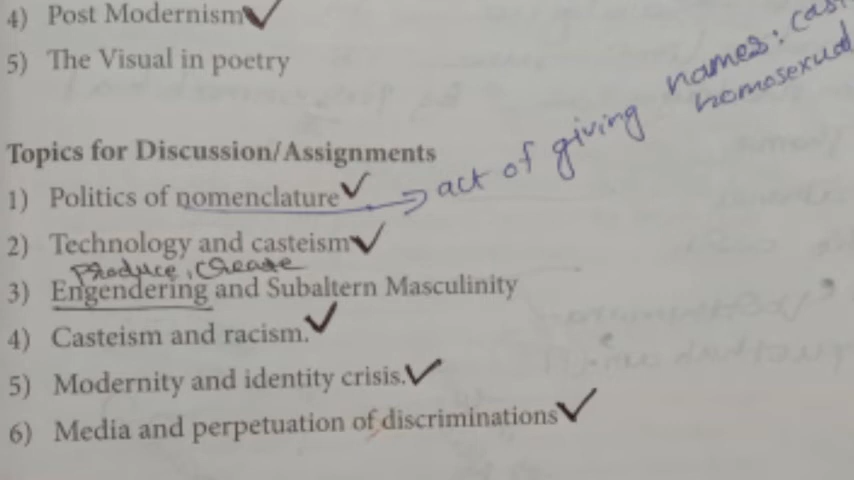 4) Post Modernism
5) The Visual in poetry
names: cas
homosexual
act of giving
Topics for Discussion/Assignments
1) Politics of nomenclature
2) Technology and casteism
Produce, Create
3) Engendering and Subaltern Masculinity
4) Casteism and racism.
5) Modernity and identity crisis.
6) Media and perpetuation of discriminations